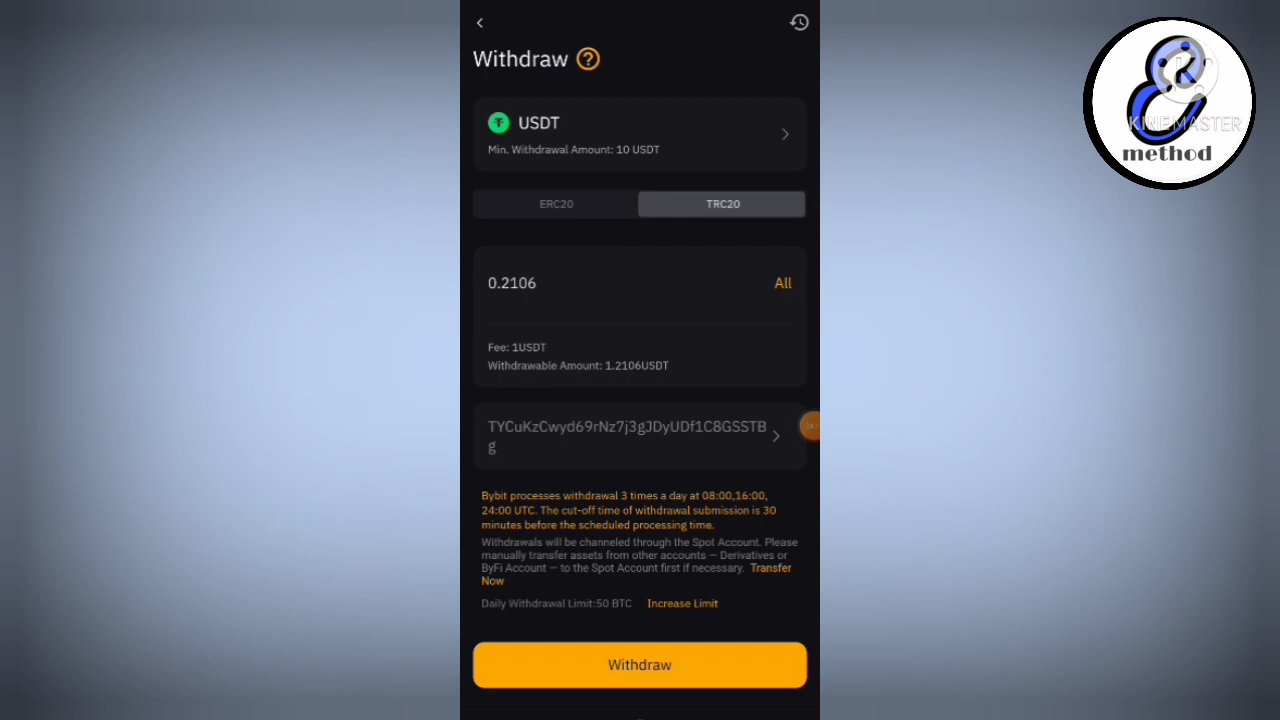 Withdraw ?
USDT
Min. Withdrawal Amount: 10 USDT
ERC20
TRC20
0.2106
All
Fee: 1USDT
Withdrawable Amount: 1.2106USDT
TYCuKzCwyd69rNz7j3gJDyUDf1C8GSSTB
g
Bybit processes withdrawal 3 times a day at 08:00,16:00,
24:00 UTC. The cut-off time of withdrawal submission is 30
minutes before the scheduled processing time.
Withdrawals will be channeled through the Spot Account. Please
manually transfer assets from other accounts — Derivatives or
ByFi Account — to the Spot Account first if necessary. Transfer
Now
Daily Withdrawal Limit:50 BTC Increase Limit
Withdraw
K
KINEMASTER
method